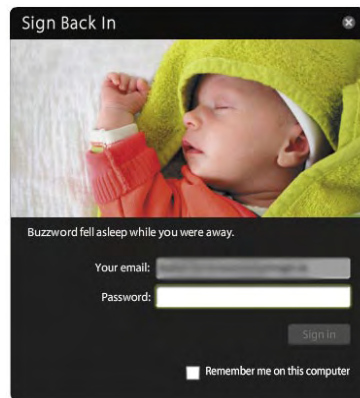 Sign Back In
Buzzword fell asleep while you were away.
Your email:
Password:
Sign in
Remember me on this computer